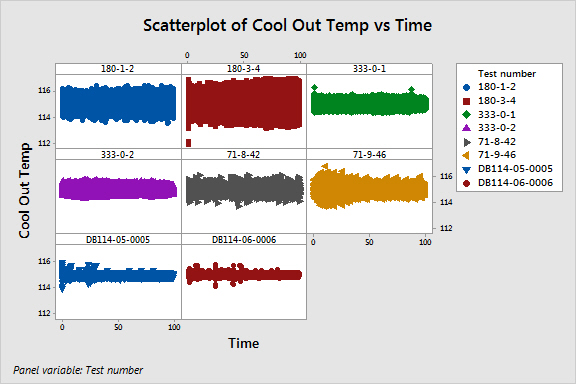 Scatterplot of Cool Out Temp vs Time
0 50 100
180-1-2 180-3-4 333-0-1
116
114
112
333-0-2 71-8-42 71-9-46
116
114
112
0 50 100
DB114-05-0005 DB114-06-0006
116
114
112
0 50 100
Cool Out Temp
Time
Test number
180-1-2
180-3-4
333-0-1
333-0-2
71-8-42
71-9-46
DB114-05-0005
DB114-06-0006
Panel variable: Test number